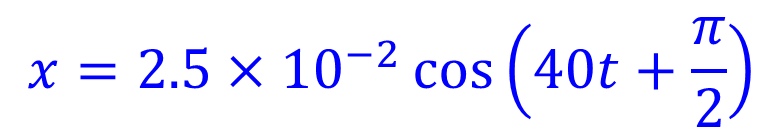 x = 2.5 × 10⁻² cos (40t + π/2)